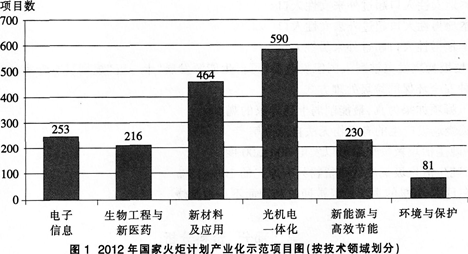 项目数
700
600
500
400
300
200
100
0
253
216
464
590
230
81
电子
信息
生物工程与
新医药
新材料
及应用
光机电
一体化
新能源与
高效节能
环境与保护
图1 2012年国家火炬计划产业化示范项目图(按技术领域划分)